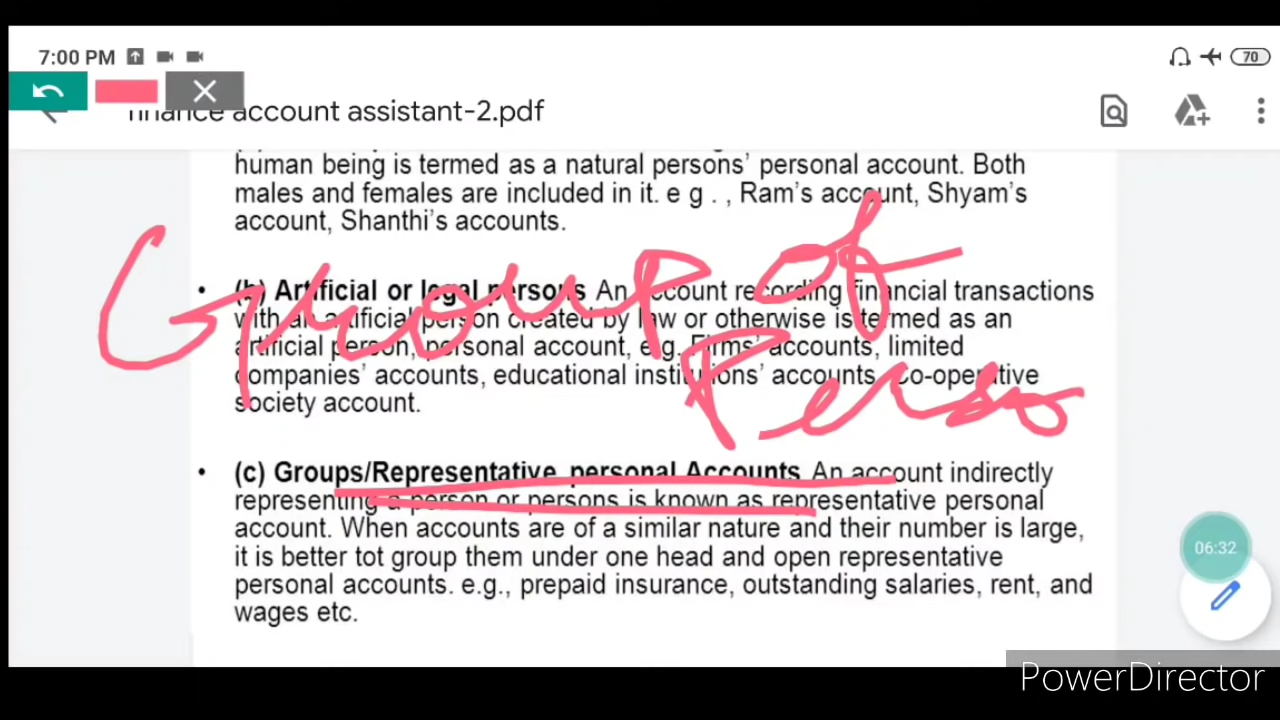 7:00 PM
70
finance account assistant-2.pdf
human being is termed as a natural persons' personal account. Both
males and females are included in it. e g . , Ram's account, Shyam's
account, Shanthi's accounts.
Group of
Perso
• (b) Artificial or legal persons An account recording financial transactions
with an artificial person created by law or otherwise is termed as an
artificial person, personal account, e.g. Firms' accounts, limited
companies' accounts, educational institutions' accounts, Co-operative
society account.
• (c) Groups/Representative personal Accounts An account indirectly
representing a person or persons is known as representative personal
account. When accounts are of a similar nature and their number is large,
it is better tot group them under one head and open representative
personal accounts. e.g., prepaid insurance, outstanding salaries, rent, and
wages etc.
06:32
PowerDirector